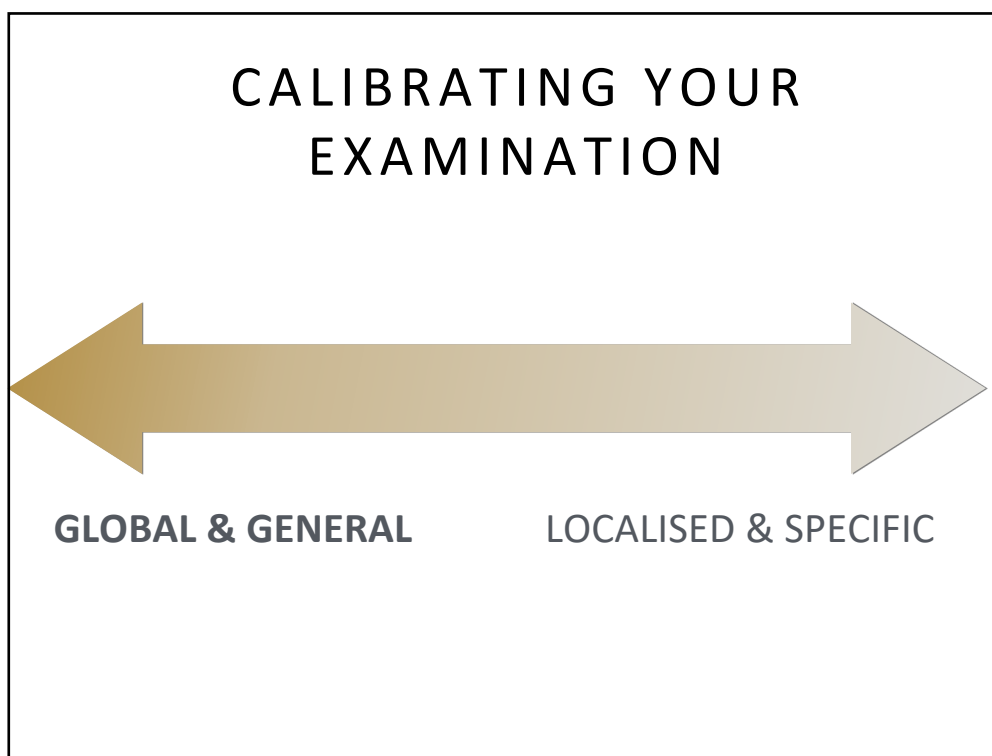 CALIBRATING YOUR
EXAMINATION
GLOBAL & GENERAL
LOCALISED & SPECIFIC